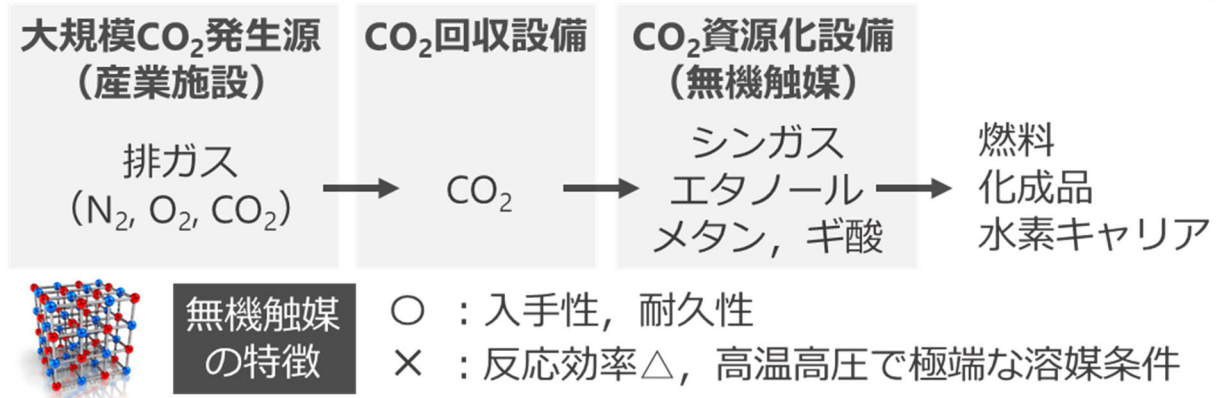 大規模CO₂発生源
（産業施設）
排ガス
（N₂, O₂, CO₂）
CO₂回収設備
CO₂
CO₂資源化設備
（無機触媒）
シンガス
エタノール
メタン，ギ酸
燃料
化成品
水素キャリア
無機触媒
の特徴
○ ：入手性，耐久性
× ：反応効率△，高温高圧で極端な溶媒条件